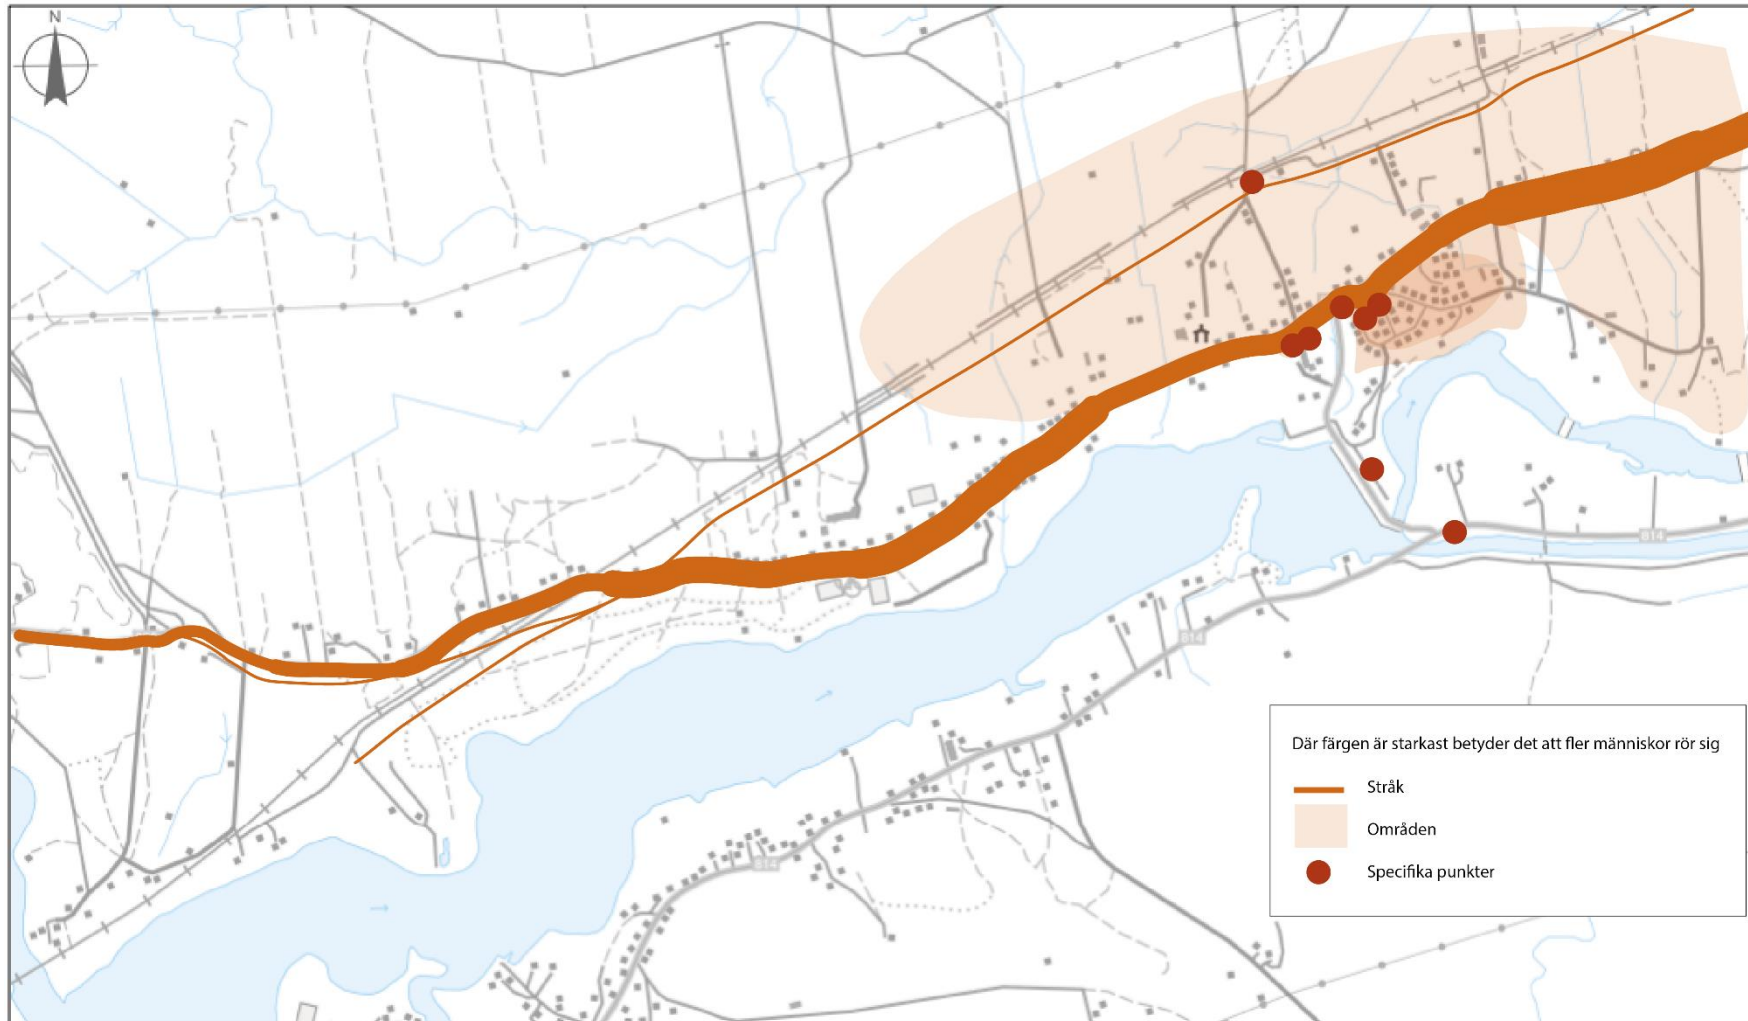 N
814
814
814
Där färgen är starkast betyder det att fler människor rör sig
Stråk
Områden
Specifika punkter